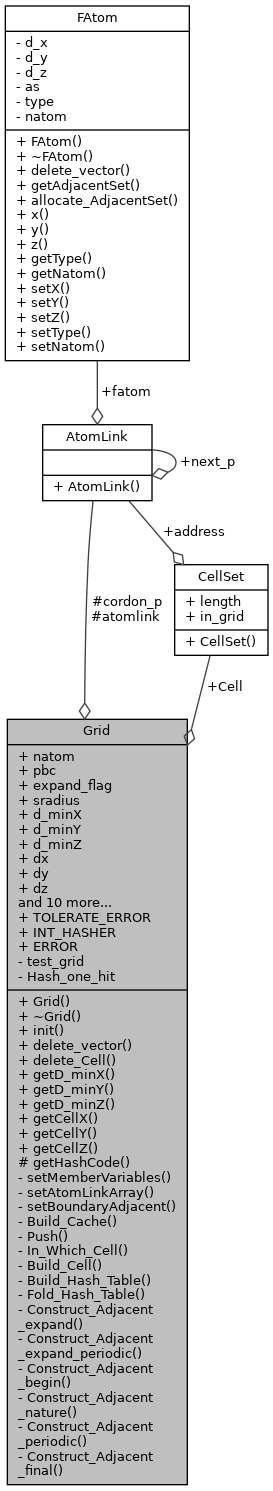 FAtom
- d_x
- d_y
- d_z
- as
- type
- natom
+ FAtom()
+ ~FAtom()
+ delete_vector()
+ getAdjacentSet()
+ allocate_AdjacentSet()
+ x()
+ y()
+ z()
+ getType()
+ getNatom()
+ setX()
+ setY()
+ setZ()
+ setType()
+ setNatom()
+fatom
AtomLink
+ AtomLink()
+next_p
+address
CellSet
+ length
+ in_grid
+ CellSet()
#cordon_p
#atomlink
+Cell
Grid
+ natom
+ pbc
+ expand_flag
+ sradius
+ d_minX
+ d_minY
+ d_minZ
+ dx
+ dy
+ dz
and 10 more...
+ TOLERATE_ERROR
+ INT_HASHER
+ ERROR
- test_grid
- Hash_one_hit
+ Grid()
+ ~Grid()
+ init()
+ delete_vector()
+ delete_Cell()
+ getD_minX()
+ getD_minY()
+ getD_minZ()
+ getCellX()
+ getCellY()
+ getCellZ()
# getHashCode()
- setMemberVariables()
- setAtomLinkArray()
- setBoundaryAdjacent()
- Build_Cache()
- Push()
- In_Which_Cell()
- Build_Cell()
- Build_Hash_Table()
- Fold_Hash_Table()
- Construct_Adjacent
_expand()
- Construct_Adjacent
_expand_periodic()
- Construct_Adjacent
_begin()
- Construct_Adjacent
_nature()
- Construct_Adjacent
_periodic()
- Construct_Adjacent
_final()